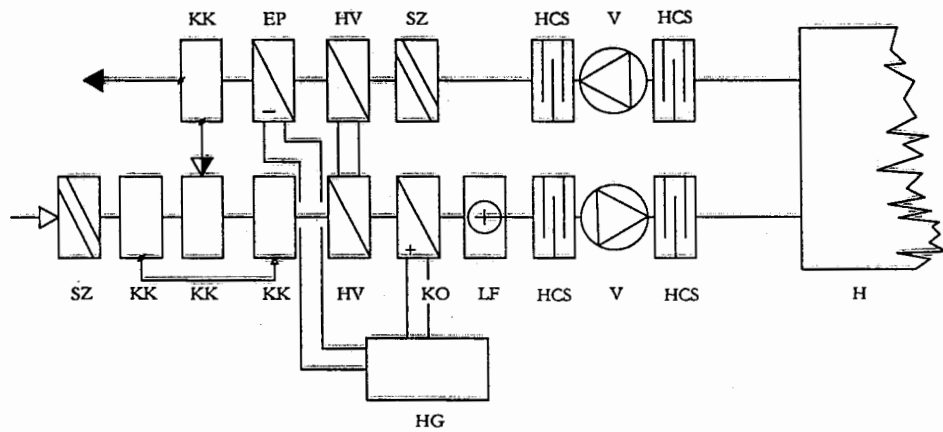 KK EP HV SZ HCS V HCS
SZ KK KK KK HV KO LF HCS V HCS H
HG